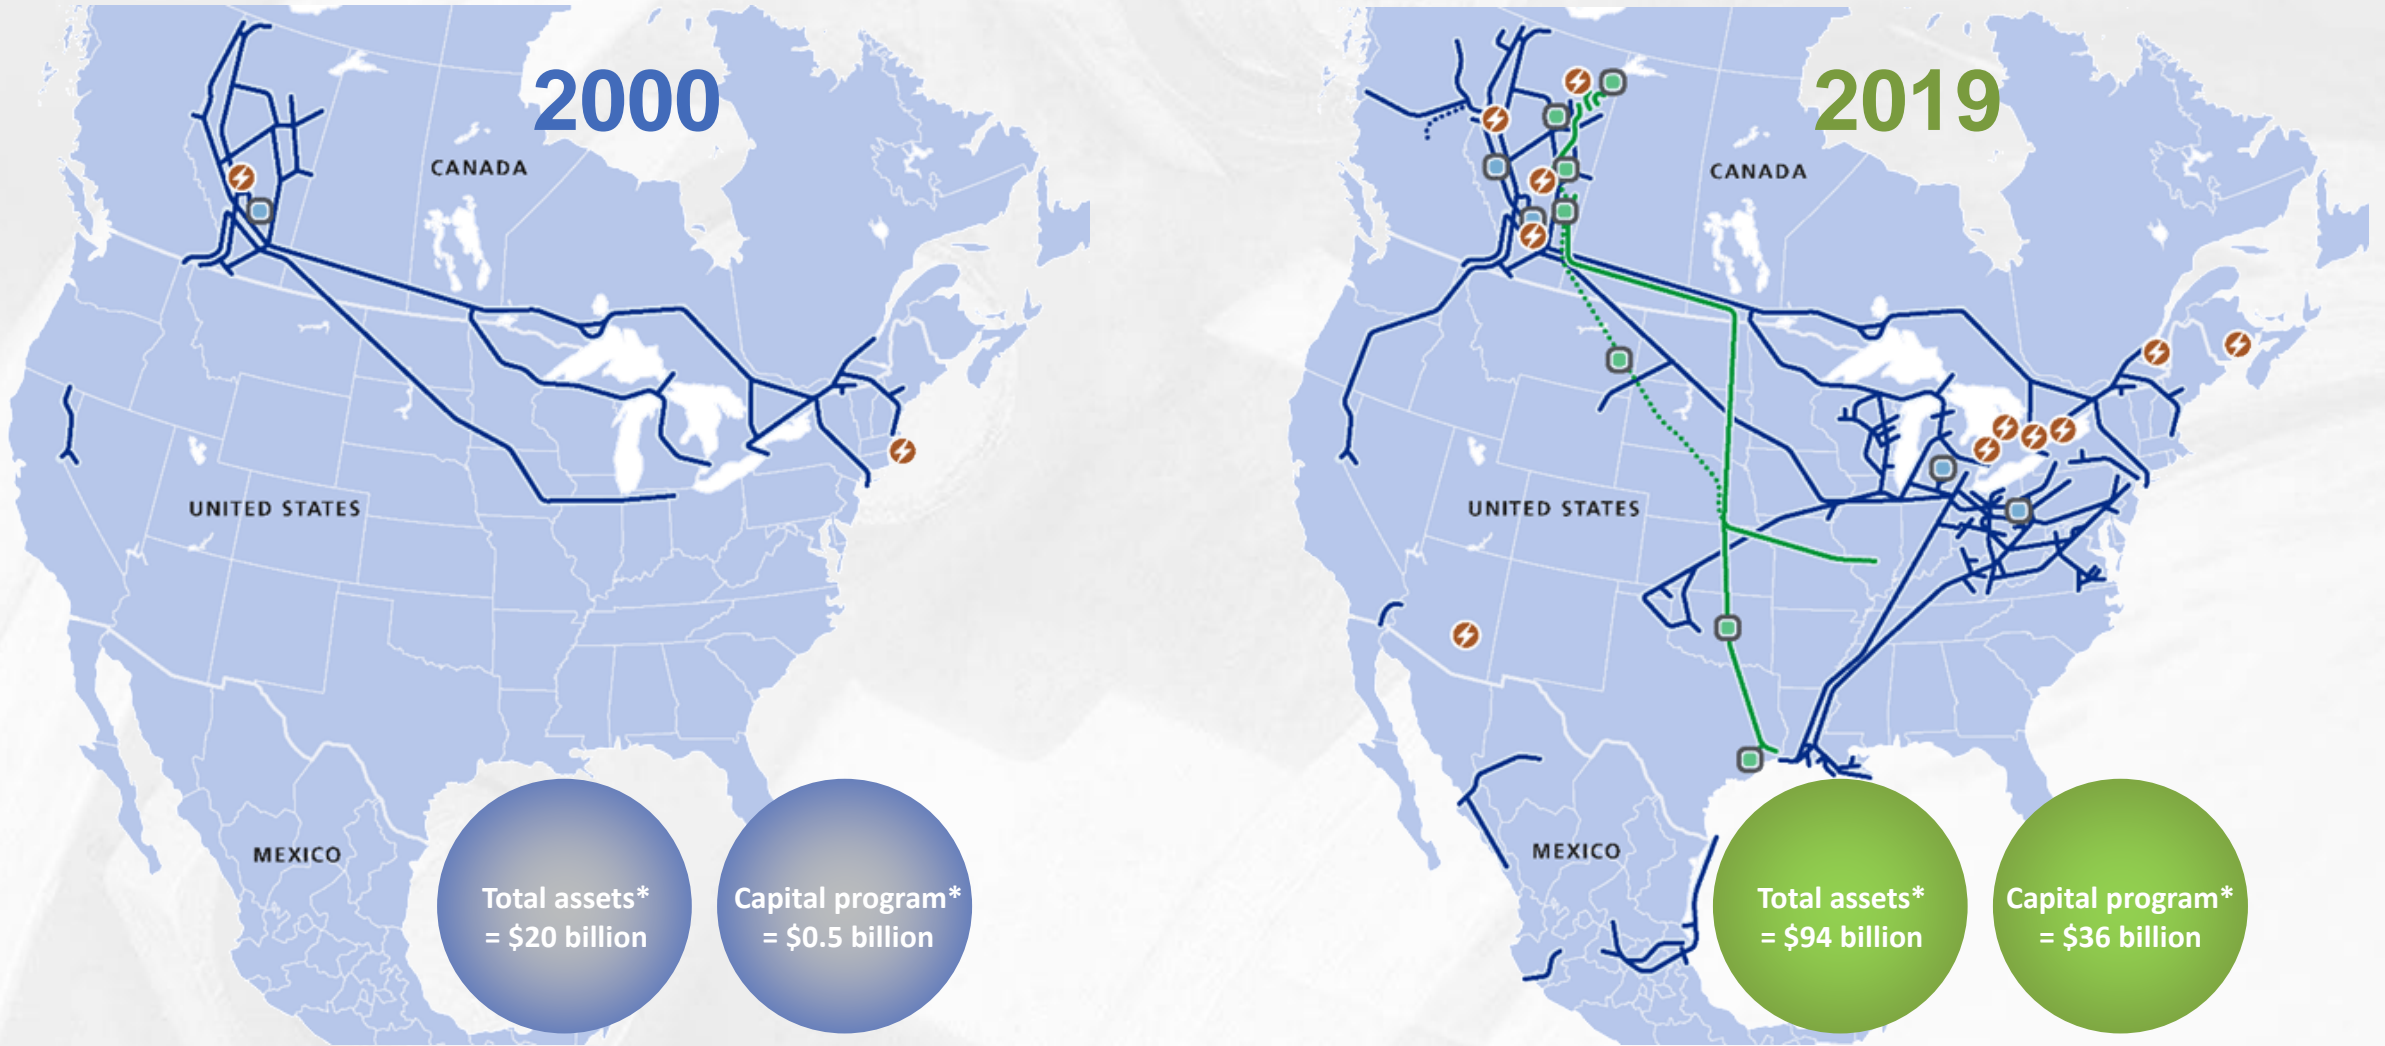 2000
CANADA
UNITED STATES
MEXICO
Total assets*
= $20 billion
Capital program*
= $0.5 billion
2019
CANADA
UNITED STATES
MEXICO
Total assets*
= $94 billion
Capital program*
= $36 billion